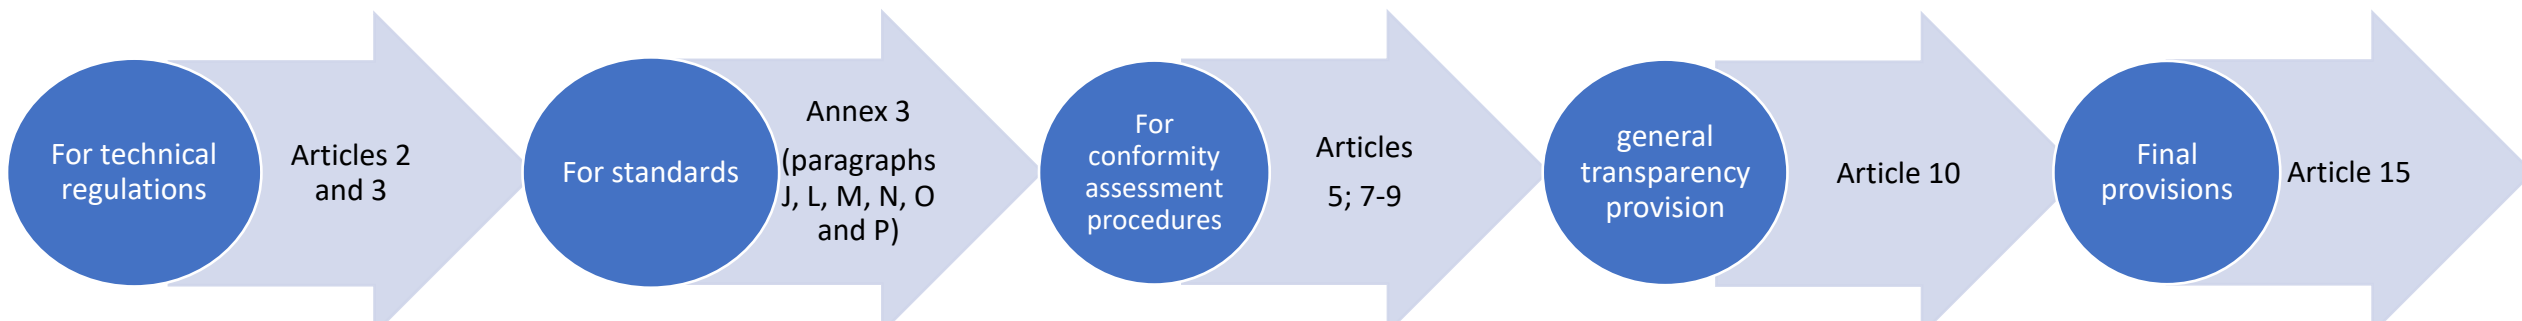 For technical
regulations
Articles 2
and 3
For standards
Annex 3
(paragraphs
J, L, M, N, O
and P)
For
conformity
assessment
procedures
Articles
5; 7-9
general
transparency
provision
Article 10
Final
provisions
Article 15